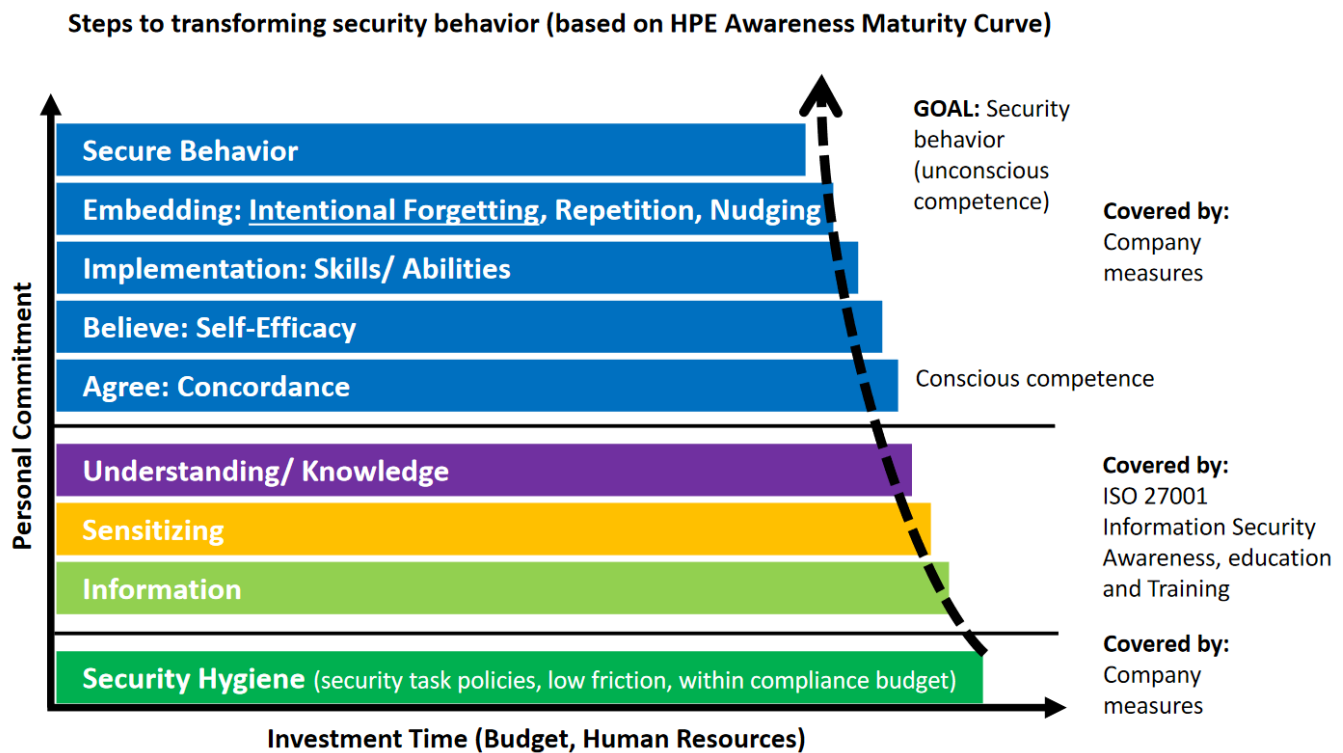 Steps to transforming security behavior (based on HPE Awareness Maturity Curve)
Personal Commitment
Secure Behavior
Embedding: Intentional Forgetting, Repetition, Nudging
Implementation: Skills/ Abilities
Believe: Self-Efficacy
Agree: Concordance
Understanding/ Knowledge
Sensitizing
Information
Security Hygiene (security task policies, low friction, within compliance budget)
Investment Time (Budget, Human Resources)
GOAL: Security
behavior
(unconscious
competence)
Conscious competence
Covered by:
Company
measures
Covered by:
ISO 27001
Information Security
Awareness, education
and Training
Covered by:
Company
measures